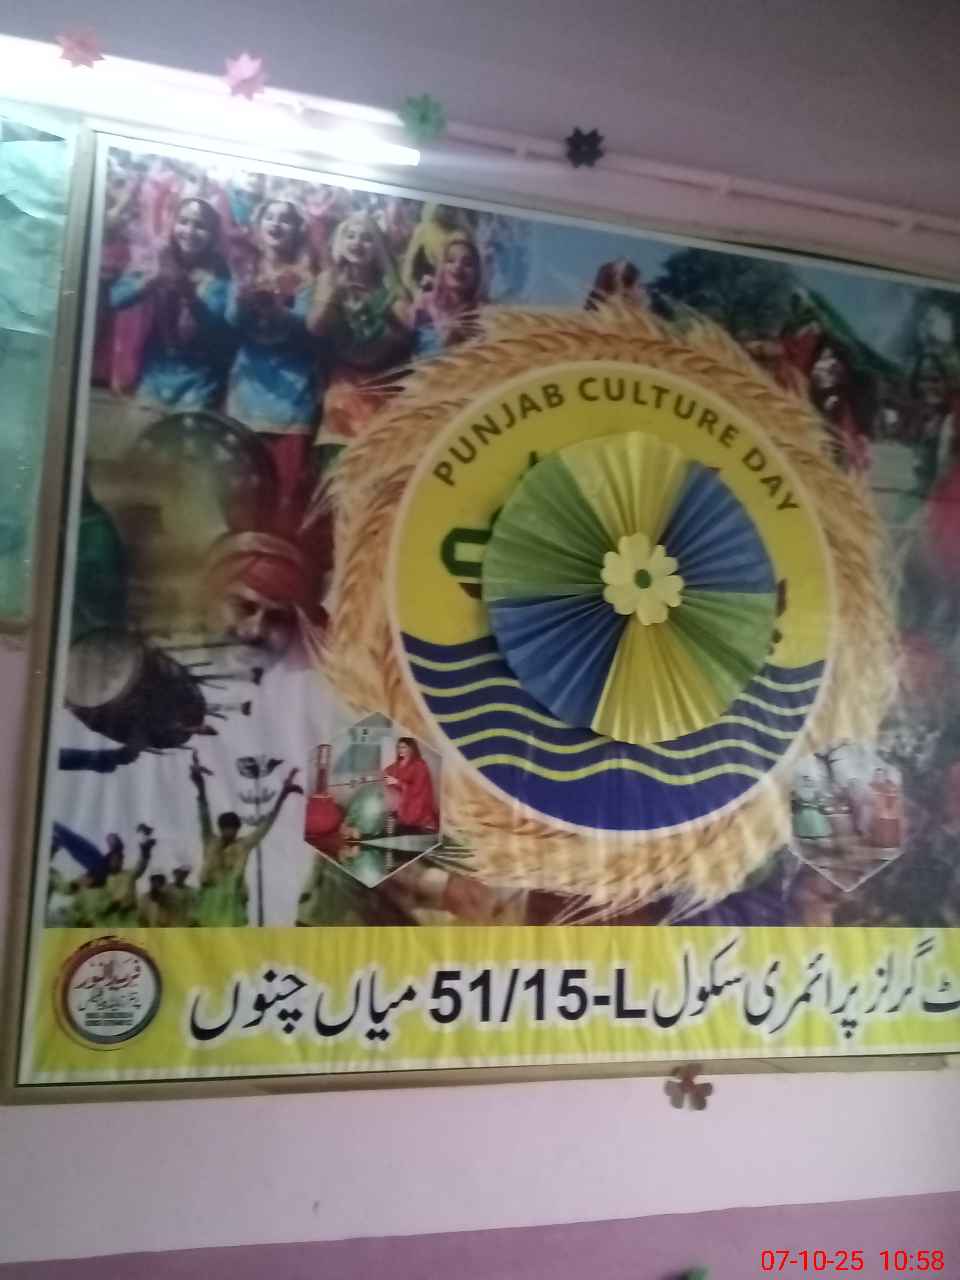 PUNJAB CULTURE DAY
گرلز پرائمری سکول 51/15-L میاں چنوں
07-10-25 10:58